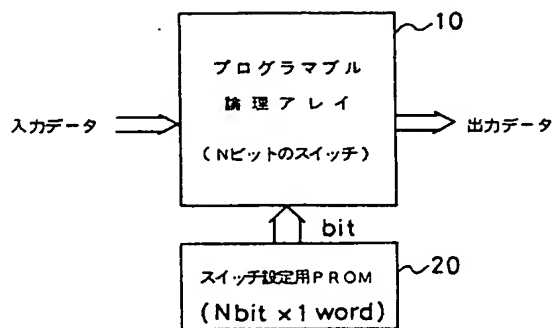 10
プログラマブル
論理アレイ
入力データ
出力データ
(Nビットのスイッチ)
bit
スイッチ設定用PROM
20
(Nbit x 1 word)